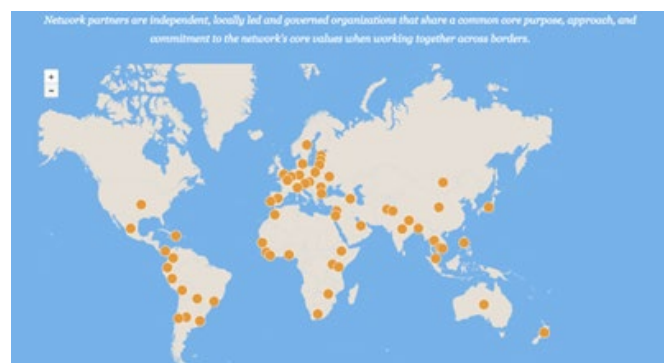 Network partners are independent, locally led and governed organizations that share a common core purpose, approach, and
commitment to the network's core values when working together across borders.
+
−